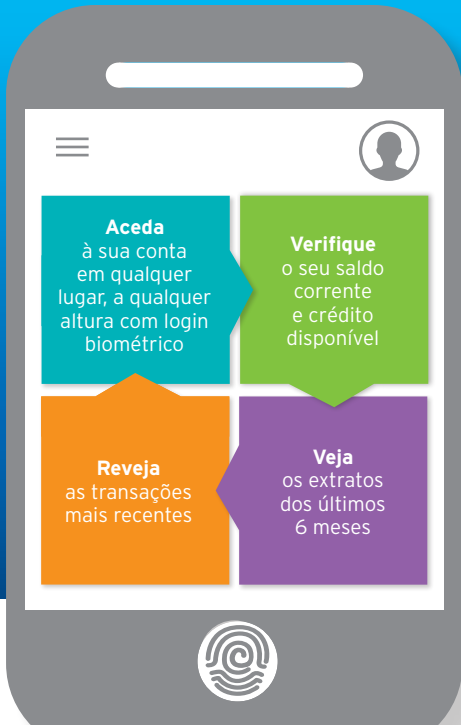 Aceda
à sua conta
em qualquer
lugar, a qualquer
altura com login
biométrico
Verifique
o seu saldo
corrente
e crédito
disponível
Reveja
as transações
mais recentes
Veja
os extratos
dos últimos
6 meses